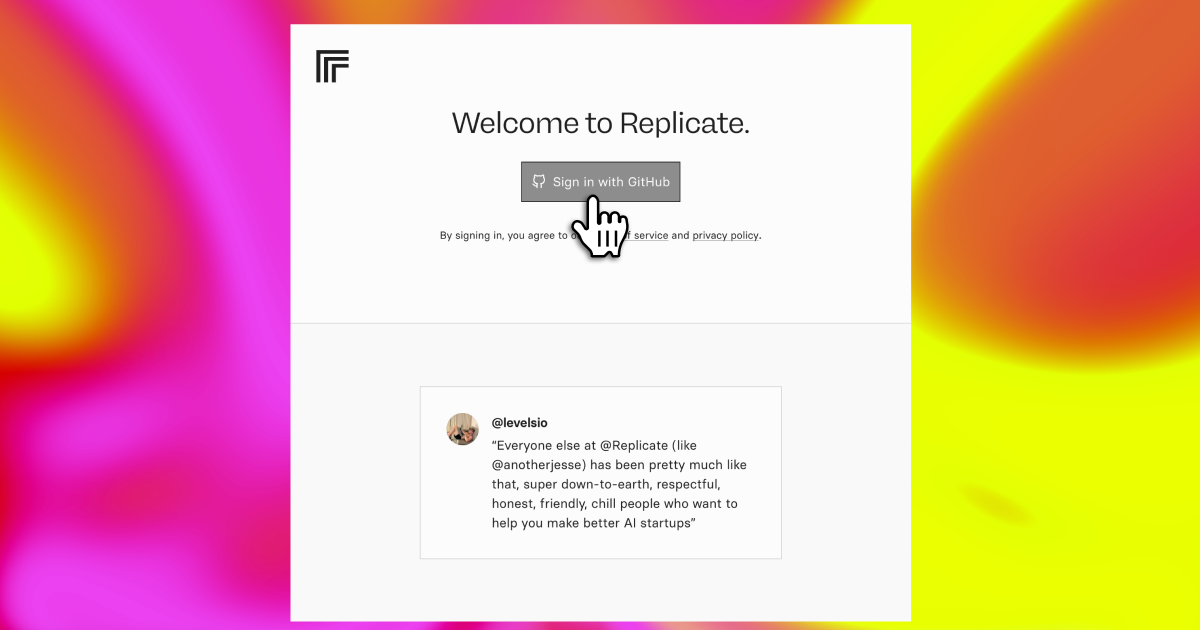 Welcome to Replicate.
Sign in with GitHub
By signing in, you agree to service and privacy policy.
@levelsio
“Everyone else at @Replicate (like
@anotherjesse) has been pretty much like
that, super down-to-earth, respectful,
honest, friendly, chill people who want to
help you make better AI startups”